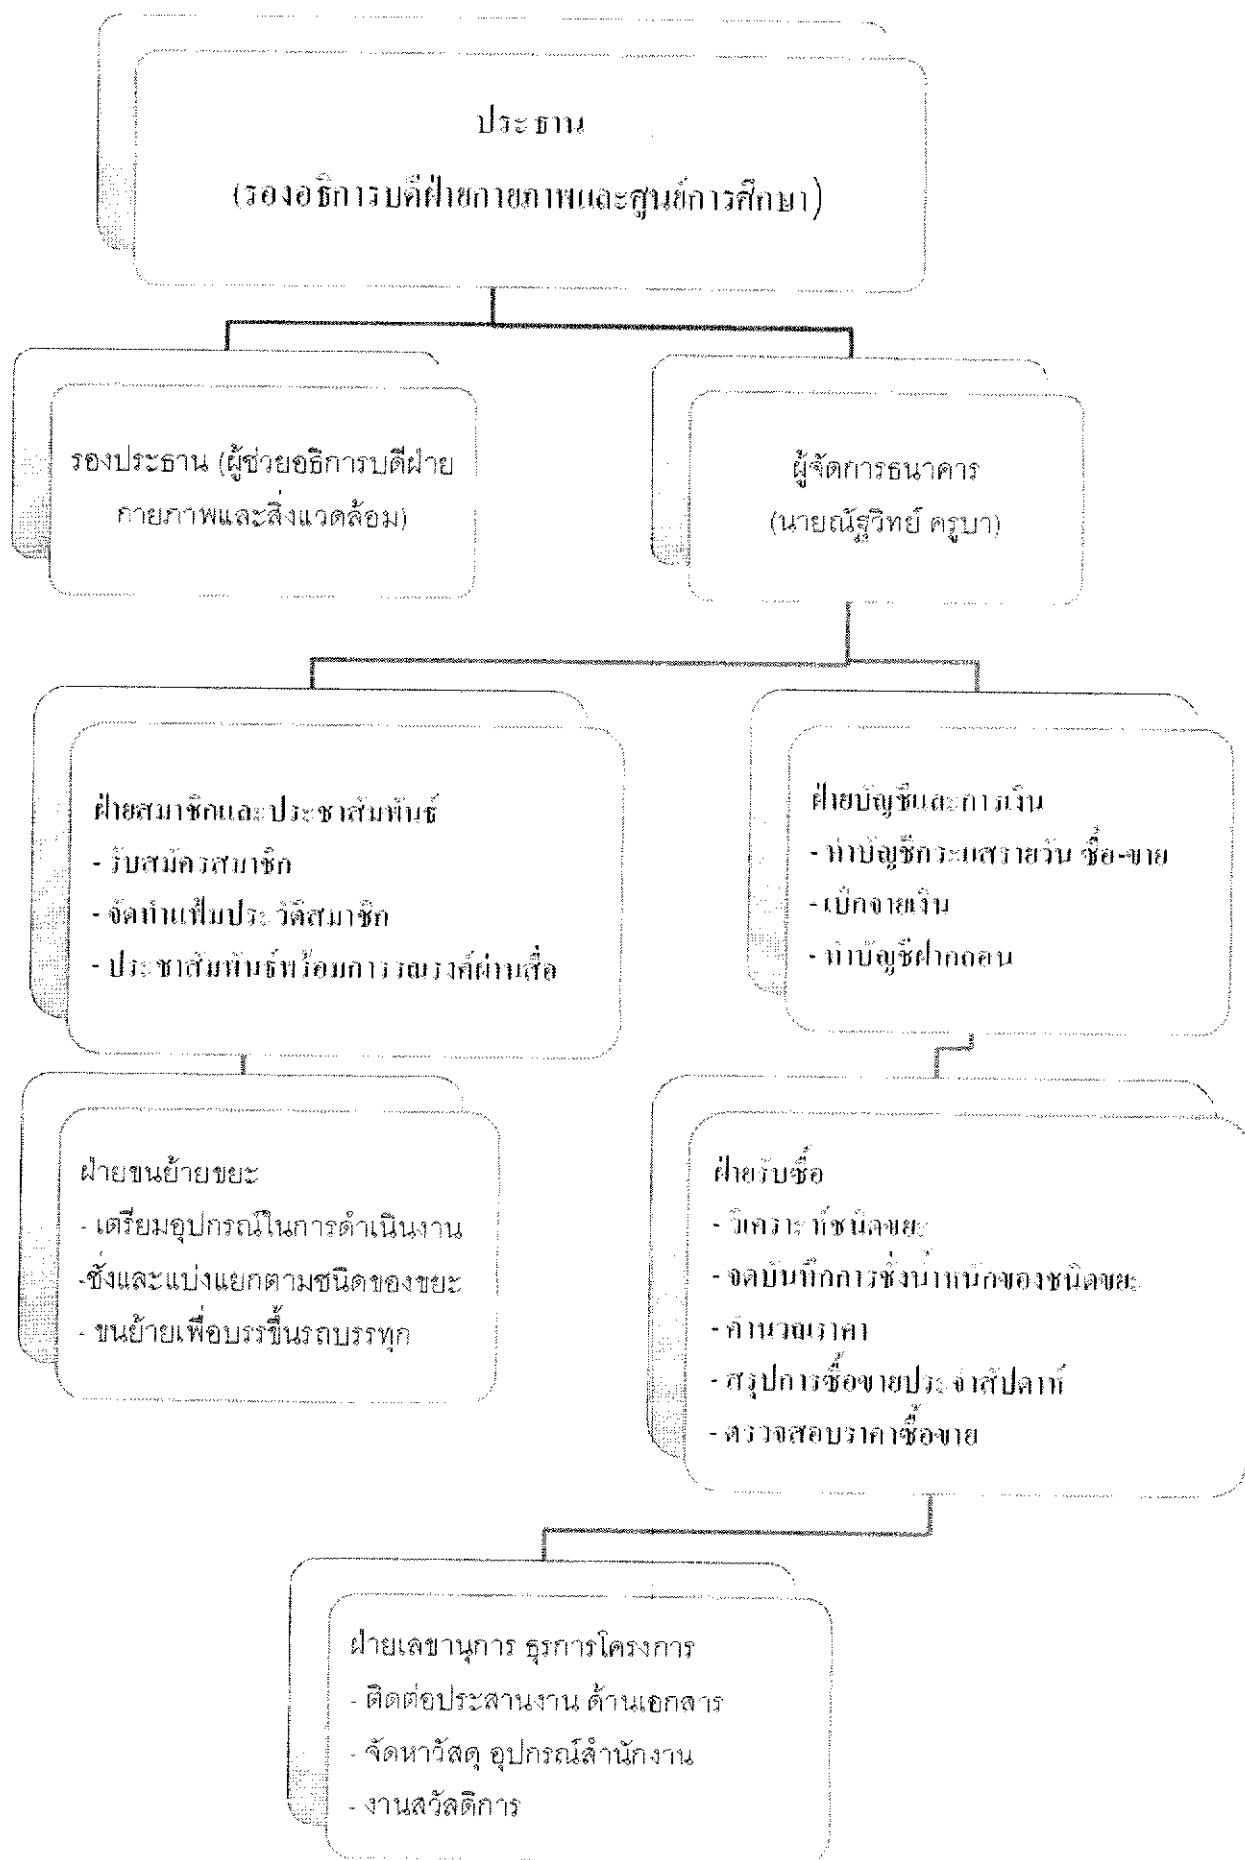 ประธาน
(รองอธิการบดีฝ่ายกายภาพและศูนย์การศึกษา)
รองประธาน (ผู้ช่วยอธิการบดีฝ่าย
กายภาพและสิ่งแวดล้อม)
ผู้จัดการธนาคาร
(นายณัฐวิทย์ ครูบา)
ฝ่ายสมาชิกและประชาสัมพันธ์
- รับสมัครสมาชิก
- จัดทำแฟ้มประวัติสมาชิก
- ประชาสัมพันธ์พร้อมการรณรงค์ผ่านสื่อ
ฝ่ายบัญชีและการเงิน
- ทำบัญชีกระแสรายวัน ซื้อ-ขาย
- เบิกจ่ายเงิน
- ทำบัญชีฝากถอน
ฝ่ายขนย้ายขยะ
- เตรียมอุปกรณ์ในการดำเนินงาน
-ชั่งและแบ่งแยกตามชนิดของขยะ
- ขนย้ายเพื่อบรรขึ้นรถบรรทุก
ฝ่ายรับซื้อ
- วิเคราะห์ชนิดขยะ
- จดบันทึกการชั่งน้ำหนักของชนิดขยะ
- คำนวณราคา
- สรุปการซื้อขายประจำสัปดาห์
- ตรวจสอบราคาซื้อขาย
ฝ่ายเลขานุการ ธุรการโครงการ
- ติดต่อประสานงาน ด้านเอกสาร
- จัดหาวัสดุ อุปกรณ์สำนักงาน
- งานสวัสดิการ